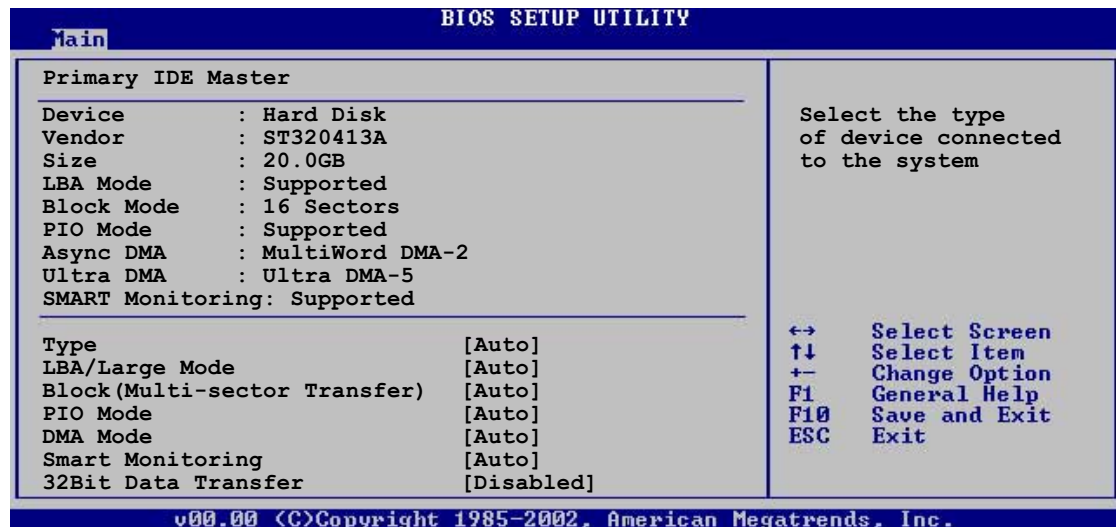 BIOS SETUP UTILITY
Main
Primary IDE Master
Device : Hard Disk
Vendor : ST320413A
Size : 20.0GB
LBA Mode : Supported
Block Mode : 16 Sectors
PIO Mode : Supported
Async DMA : MultiWord DMA-2
Ultra DMA : Ultra DMA-5
SMART Monitoring: Supported
Type [Auto]
LBA/Large Mode [Auto]
Block(Multi-sector Transfer) [Auto]
PIO Mode [Auto]
DMA Mode [Auto]
Smart Monitoring [Auto]
32Bit Data Transfer [Disabled]
Select the type
of device connected
to the system
←→ Select Screen
↑↓ Select Item
+- Change Option
F1 General Help
F10 Save and Exit
ESC Exit
v00.00 (C)Copyright 1985-2002, American Megatrends, Inc.